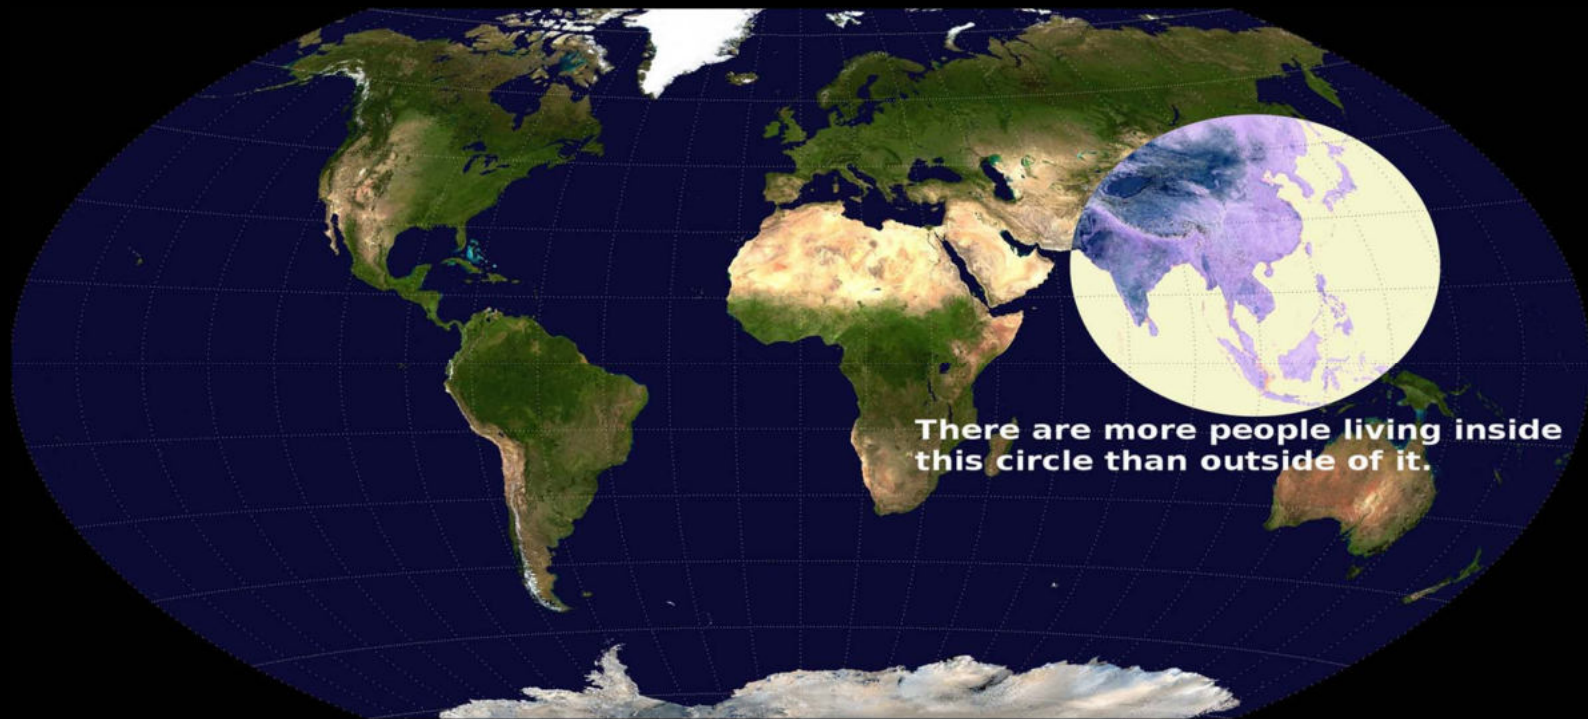 There are more people living inside
this circle than outside of it.